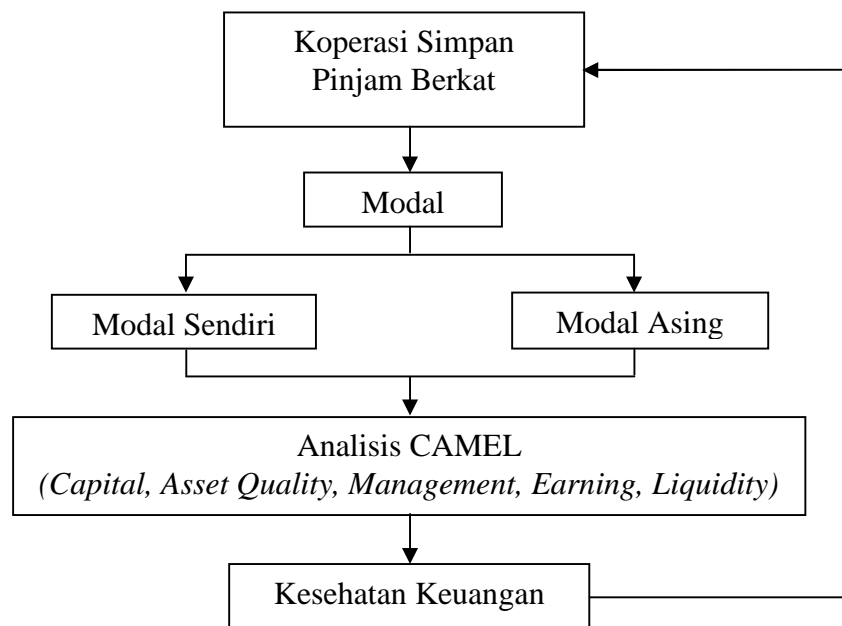 Koperasi Simpan
Pinjam Berkat
Modal
Modal Sendiri
Modal Asing
Analisis CAMEL
(Capital, Asset Quality, Management, Earning, Liquidity)
Kesehatan Keuangan